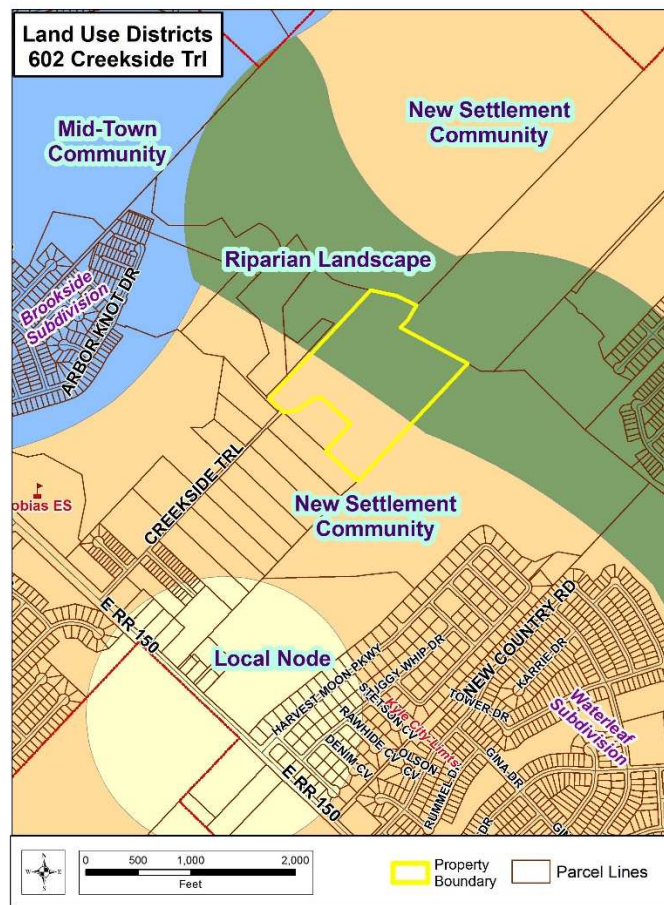 Land Use Districts
602 Creekside Trl
New Settlement
Community
Mid-Town
Community
Riparian Landscape
Brookside
Subdivision
ARBOR KNOT DR
CREEKSIDE TRL
obias ES
New Settlement
Community
E RR 150
Local Node
HARVEST MOON PKWY
IGGY WHIP DR
NEW COUNTRY RD
KARRIE DR
STETSON CV
TOWER DR
Waterleaf
Subdivision
Kyle City Limts
RAWHIDE CV
OLSON
CV
DENIM CV
GINA DR
RUMMEL D
E RR 150
DR
GIN
N
W
E
S
0 500 1,000 2,000
Feet
Property
Boundary
Parcel Lines